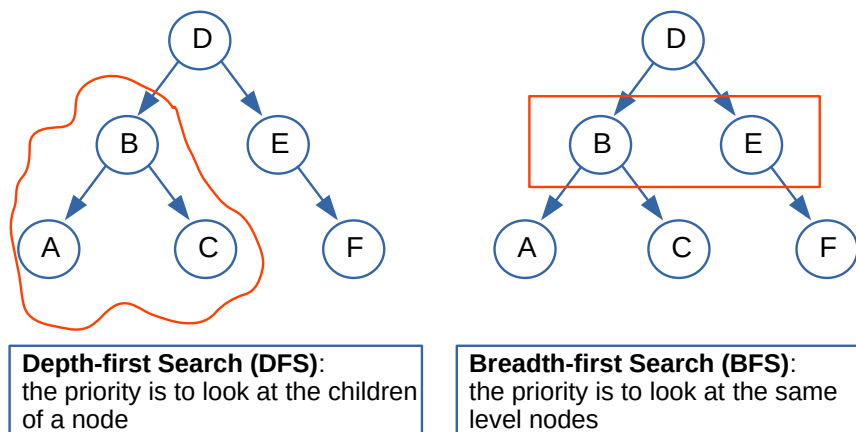 D
B
E
A
C
F
Depth-first Search (DFS):
the priority is to look at the children
of a node
D
B
E
A
C
F
Breadth-first Search (BFS):
the priority is to look at the same
level nodes